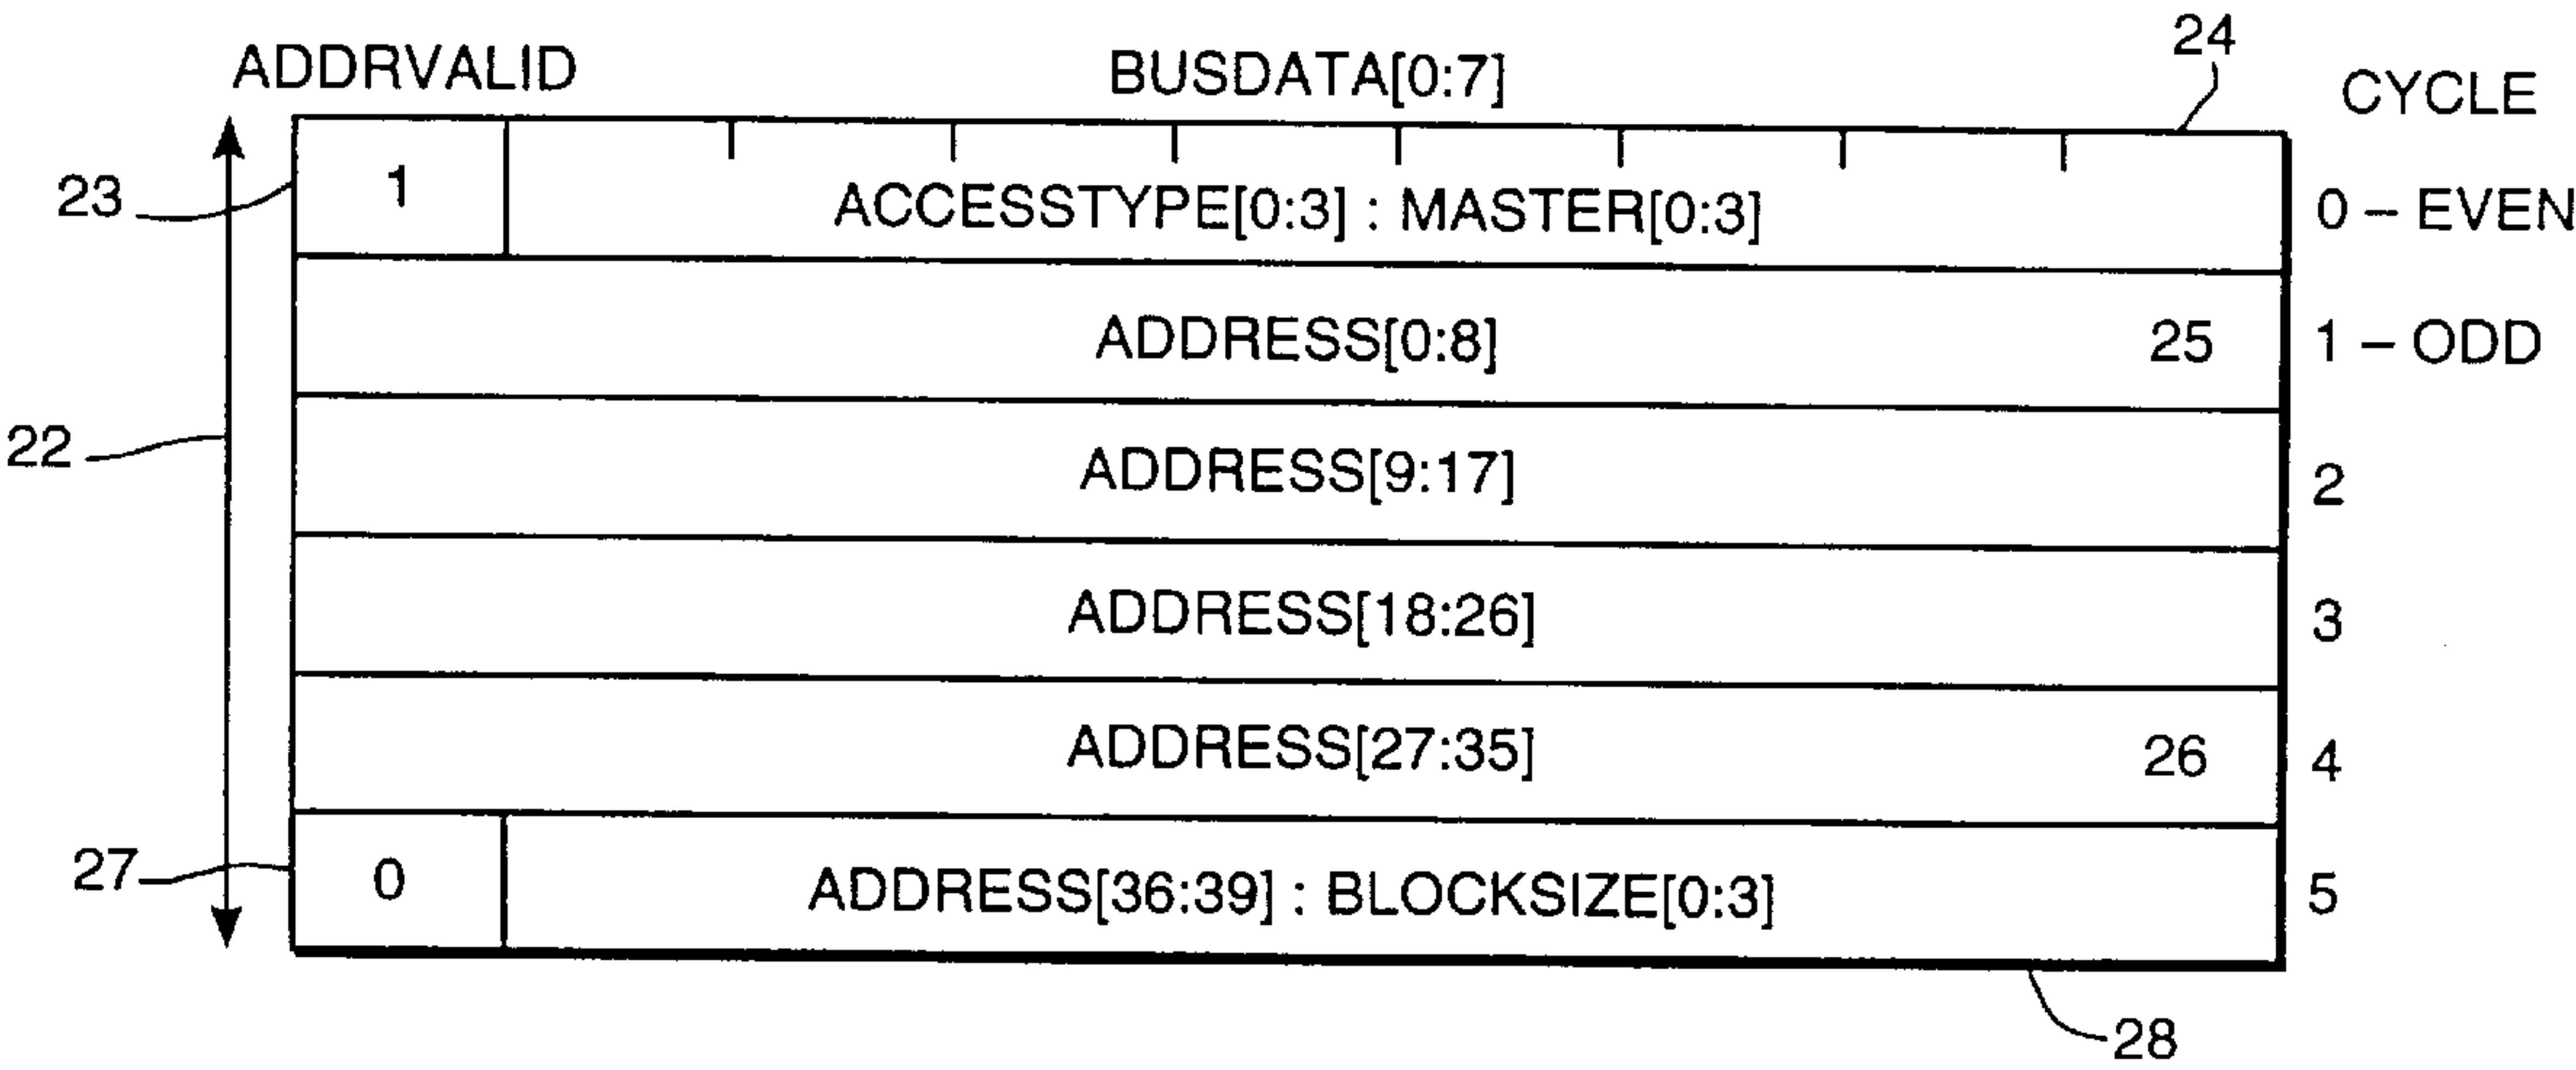 24
ADDRVALID BUSDATA[0:7] CYCLE
23 1 ACCESSTYPE[0:3] : MASTER[0:3] 0 – EVEN
ADDRESS[0:8] 25 1 – ODD
22 ADDRESS[9:17] 2
ADDRESS[18:26] 3
ADDRESS[27:35] 26 4
27 0 ADDRESS[36:39] : BLOCKSIZE[0:3] 5
28